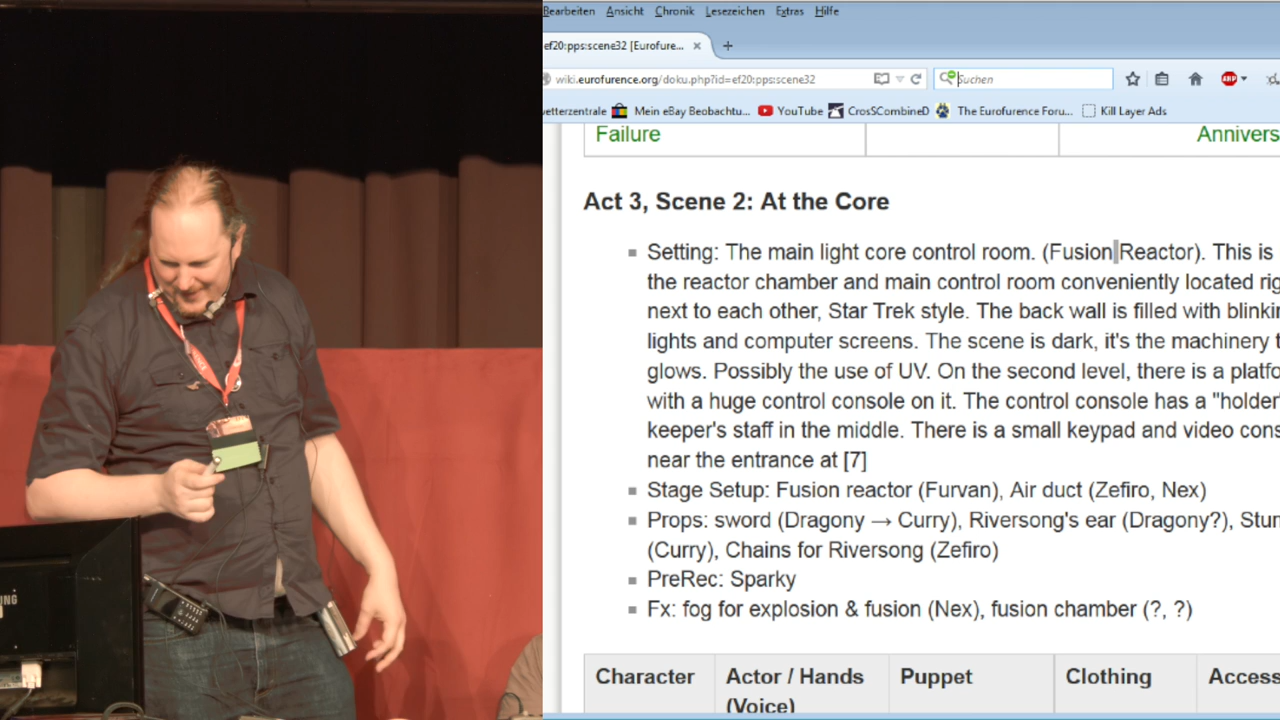 Bearbeiten Ansicht Chronik Lesezeichen Extras Hilfe
ef20:pps:scene32 [Eurofure...
wiki.eurofurence.org/doku.php?id=ef20:pps:scene32 Suchen ABP
wetterzentrale Mein eBay Beobachtu... YouTube CrosSCombineD The Eurofurence Foru... Kill Layer Ads
Failure Annivers
Act 3, Scene 2: At the Core
Setting: The main light core control room. (Fusion Reactor). This is
the reactor chamber and main control room conveniently located rig
next to each other, Star Trek style. The back wall is filled with blinkin
lights and computer screens. The scene is dark, it's the machinery t
glows. Possibly the use of UV. On the second level, there is a platfo
with a huge control console on it. The control console has a "holder"
keeper's staff in the middle. There is a small keypad and video cons
near the entrance at [7]
Stage Setup: Fusion reactor (Furvan), Air duct (Zefiro, Nex)
Props: sword (Dragony → Curry), Riversong's ear (Dragony?), Stun
(Curry), Chains for Riversong (Zefiro)
PreRec: Sparky
Fx: fog for explosion & fusion (Nex), fusion chamber (?, ?)
Character Actor / Hands Puppet Clothing Access
(Voice)